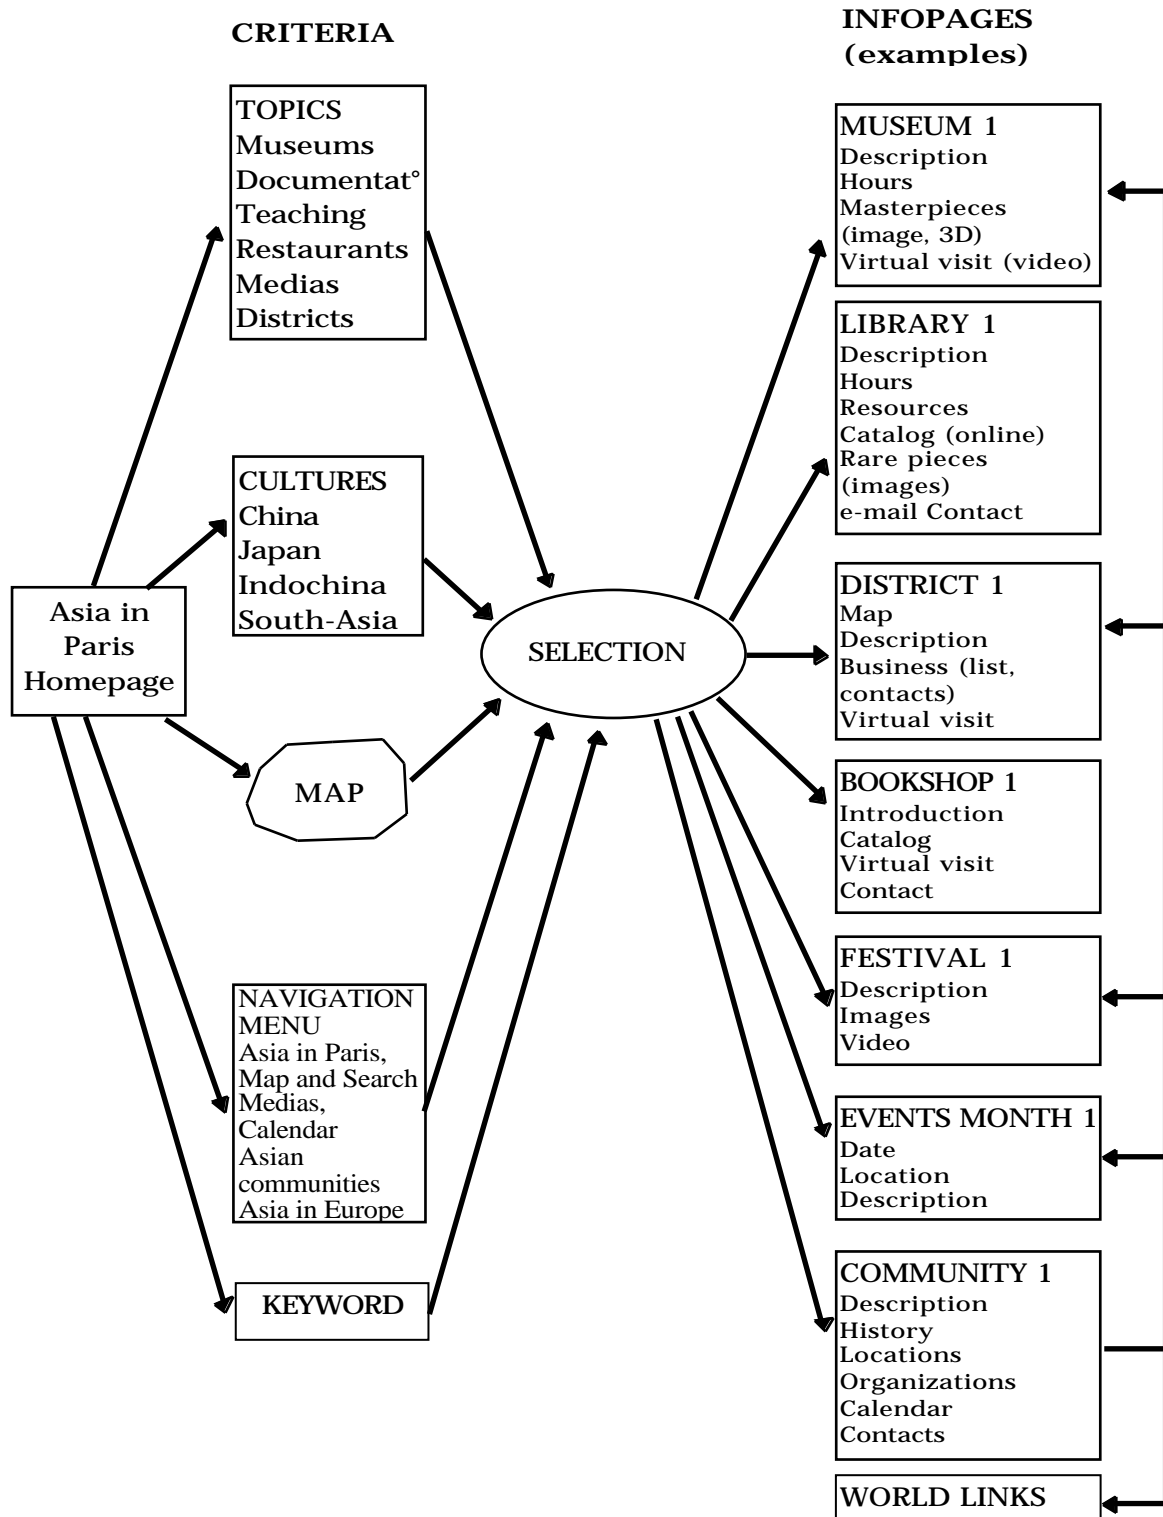 CRITERIA
INFOPAGES
(examples)
TOPICS
Museums
Documentat°
Teaching
Restaurants
Medias
Districts
CULTURES
China
Japan
Indochina
South-Asia
Asia in
Paris
Homepage
MAP
NAVIGATION
MENU
Asia in Paris,
Map and Search
Medias,
Calendar
Asian
communities
Asia in Europe
KEYWORD
SELECTION
MUSEUM 1
Description
Hours
Masterpieces
(image, 3D)
Virtual visit (video)
LIBRARY 1
Description
Hours
Resources
Catalog (online)
Rare pieces
(images)
e-mail Contact
DISTRICT 1
Map
Description
Business (list,
contacts)
Virtual visit
BOOKSHOP 1
Introduction
Catalog
Virtual visit
Contact
FESTIVAL 1
Description
Images
Video
EVENTS MONTH 1
Date
Location
Description
COMMUNITY 1
Description
History
Locations
Organizations
Calendar
Contacts
WORLD LINKS